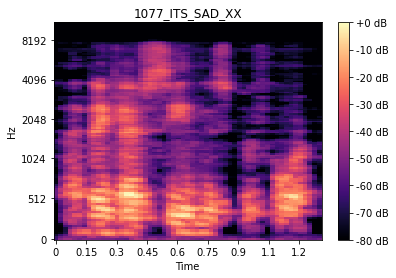 1077_ITS_SAD_XX
8192
4096
2048
1024
512
0
Hz
0 0.15 0.3 0.45 0.6 0.75 0.9 1.1 1.2
Time
+0 dB
-10 dB
-20 dB
-30 dB
-40 dB
-50 dB
-60 dB
-70 dB
-80 dB